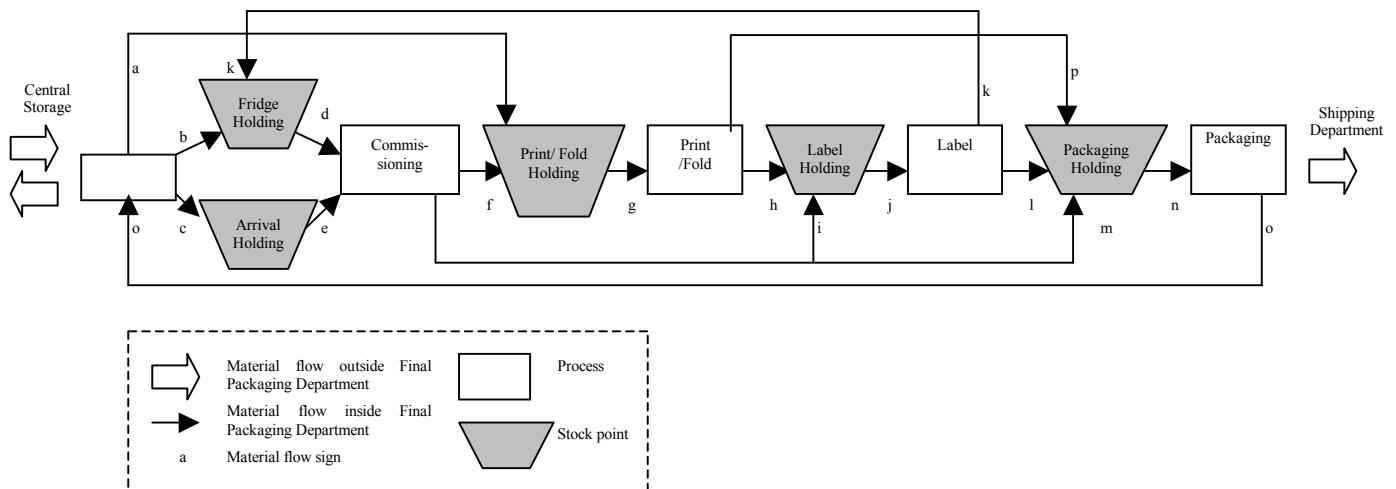 a
k
k
p
Central
Storage
Fridge
Holding
b
d
Commis-
sioning
Print/ Fold
Holding
Print
/Fold
Label
Holding
Label
Packaging
Holding
Packaging
Shipping
Department
Arrival
Holding
o
c
e
f
g
h
i
j
l
m
n
o
Material flow outside Final
Packaging Department
Process
Material flow inside Final
Packaging Department
Stock point
a
Material flow sign